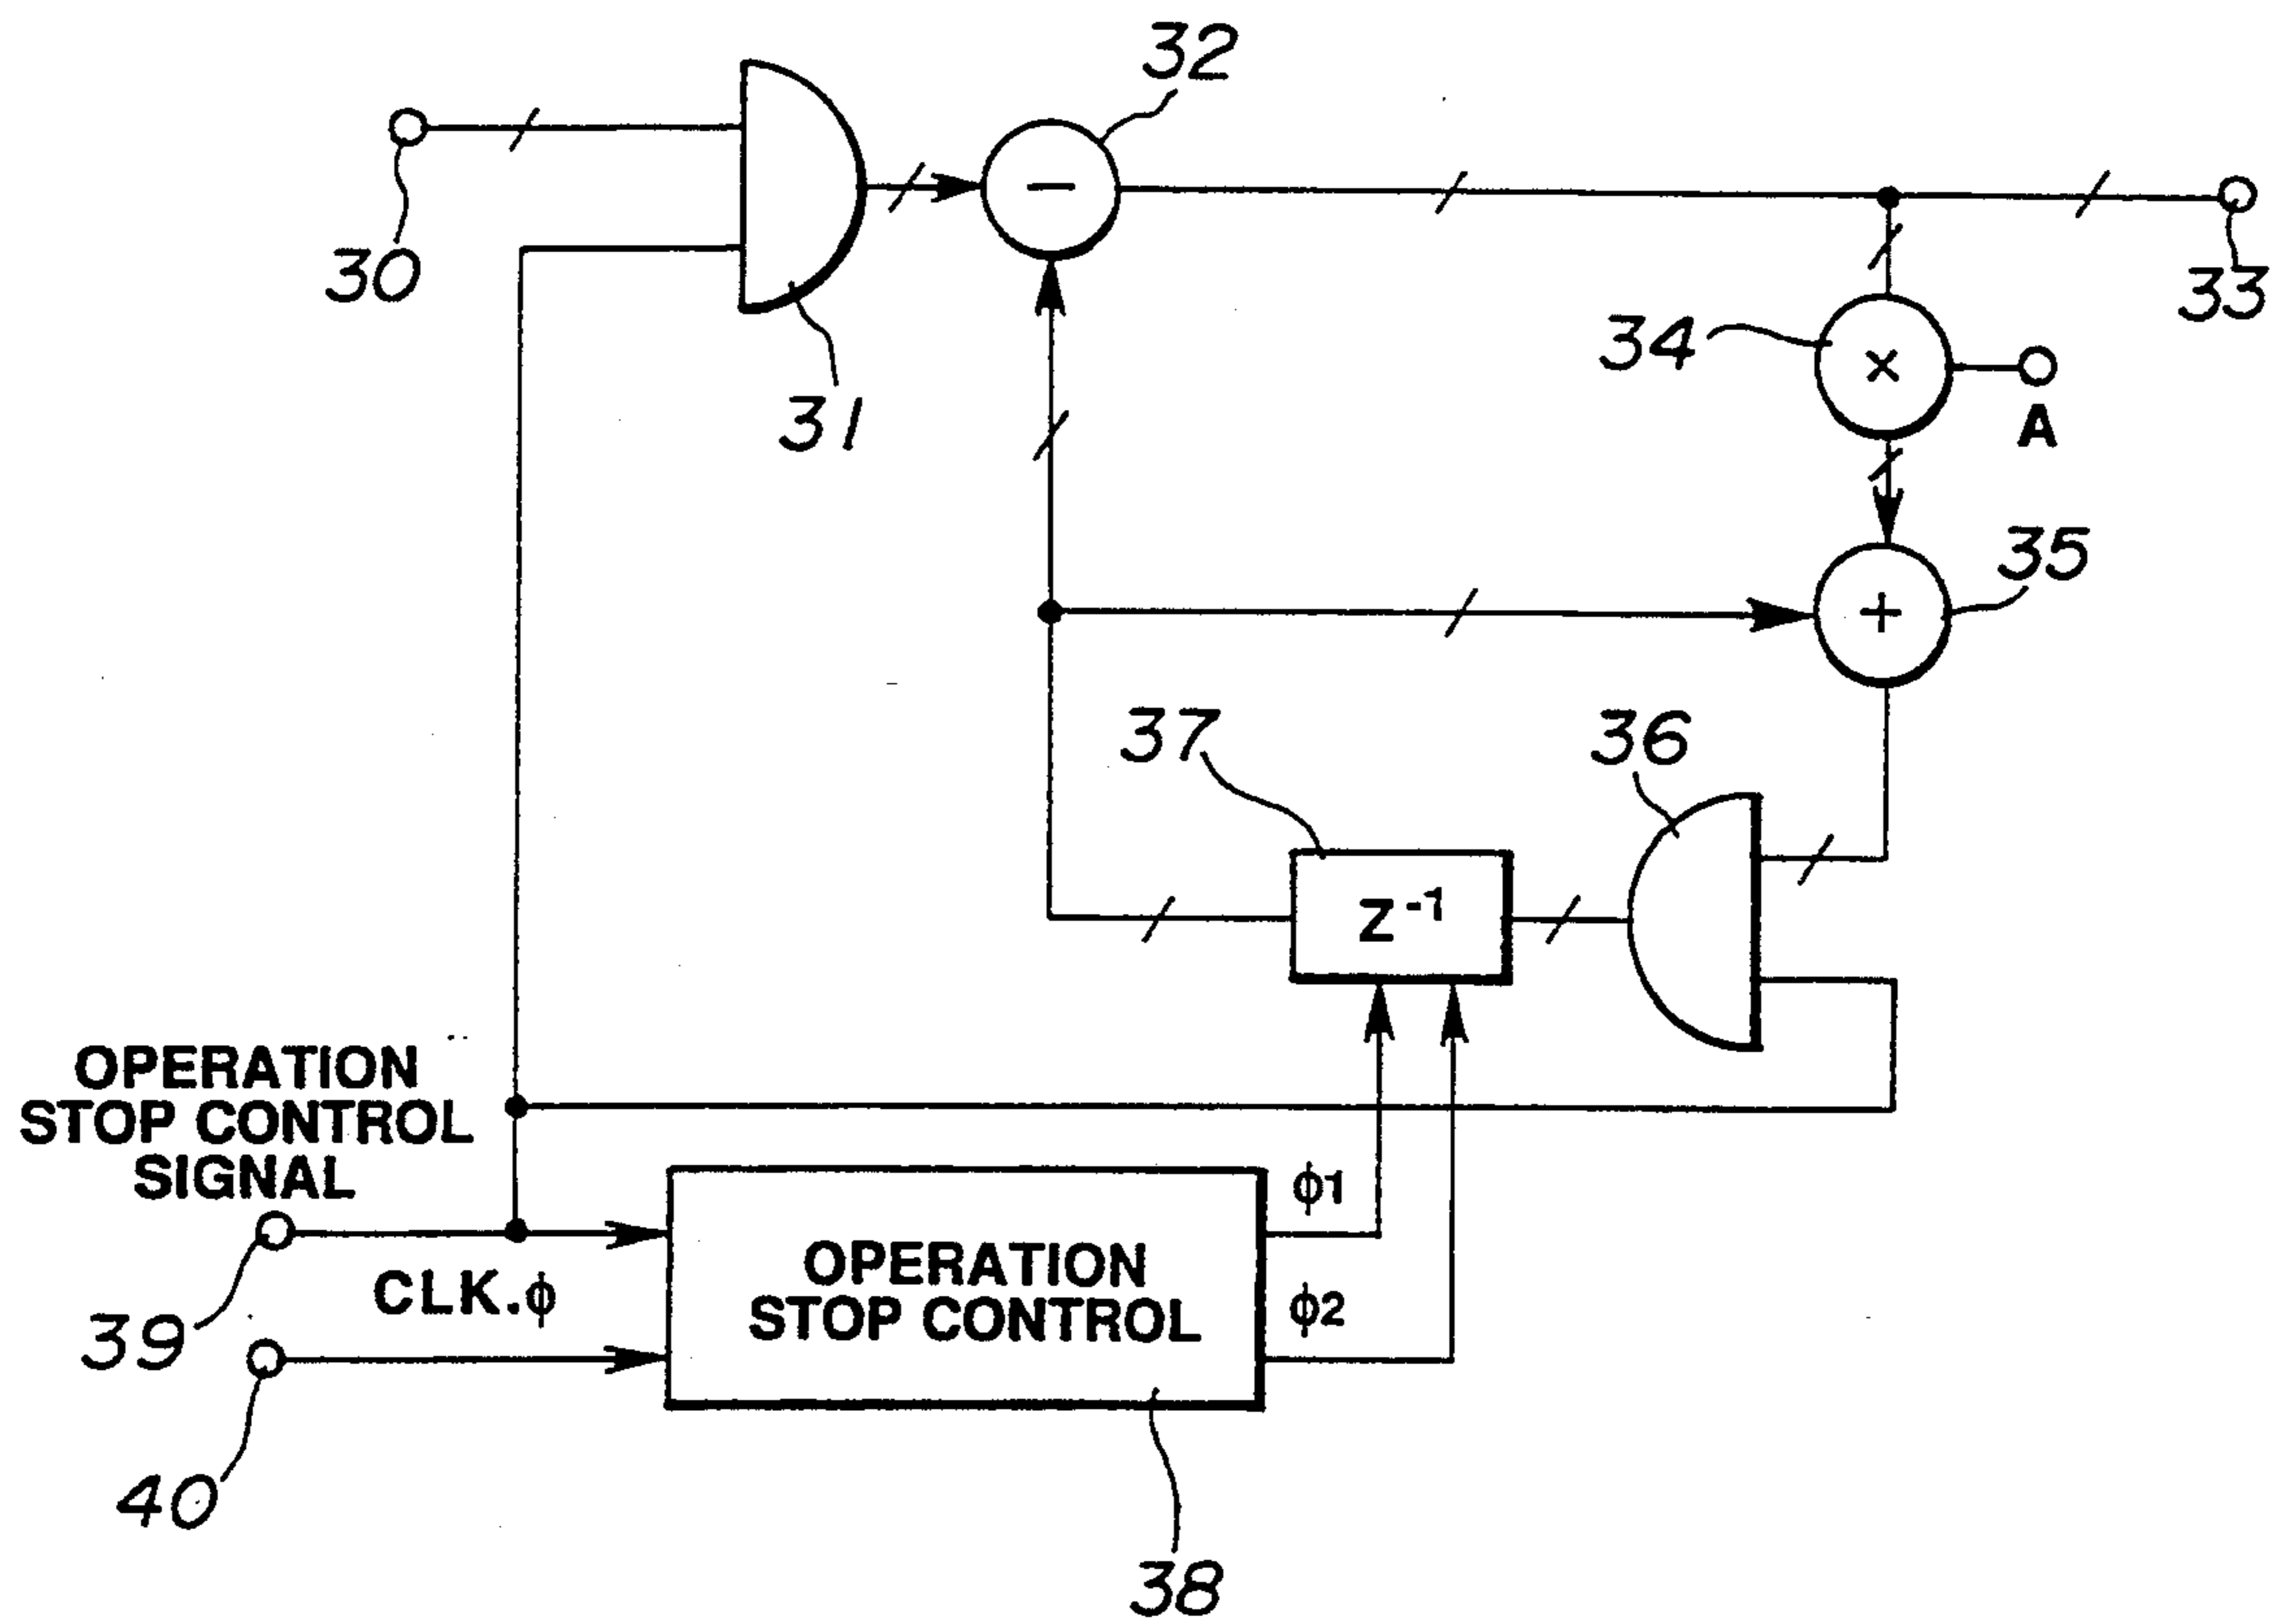 32
30
33
34
31
A
35
37
36
Z⁻¹
+
×
−
OPERATION
STOP CONTROL
SIGNAL
ϕ1
CLK.ϕ
OPERATION
STOP CONTROL
ϕ2
39
40
38